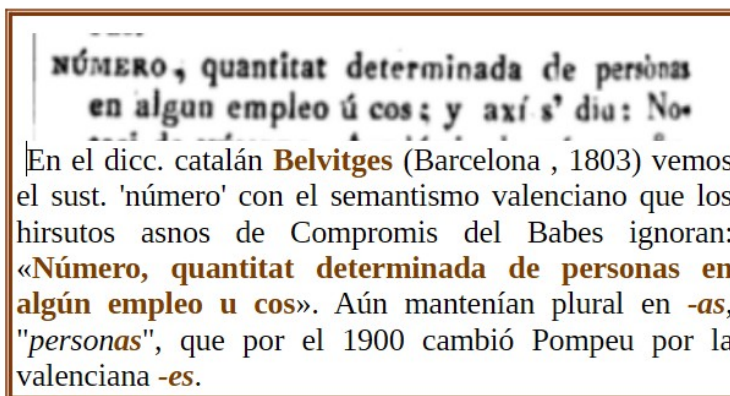 NÚMERO, quantitat determinada de persònas
en algun empleo ú cos; y axí s' diu: No-
En el dicc. catalán Belvitges (Barcelona , 1803) vemos
el sust. 'número' con el semantismo valenciano que los
hirsutos asnos de Compromis del Babes ignoran:
«Número, quantitat determinada de personas en
algún empleo u cos». Aún mantenían plural en -as,
"personas", que por el 1900 cambió Pompeu por la
valenciana -es.